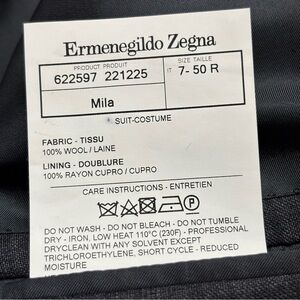 Ermenegildo Zegna
PRODUCT PRODUIT
622597 221225
SIZE TAILLE
IT 7- 50 R
Mila
SUIT-COSTUME
FABRIC - TISSU
100% WOOL / LAINE
LINING - DOUBLURE
100% RAYON CUPRO / CUPRO
CARE INSTRUCTIONS - ENTRETIEN
P
DO NOT WASH - DO NOT BLEACH - DO NOT TUMBLE
DRY - IRON, LOW HEAT 110°C (230F) - PROFESSIONAL
DRYCLEAN WITH ANY SOLVENT EXCEPT
TRICHLOROETHYLENE, SHORT CYCLE - REDUCED
MOISTURE